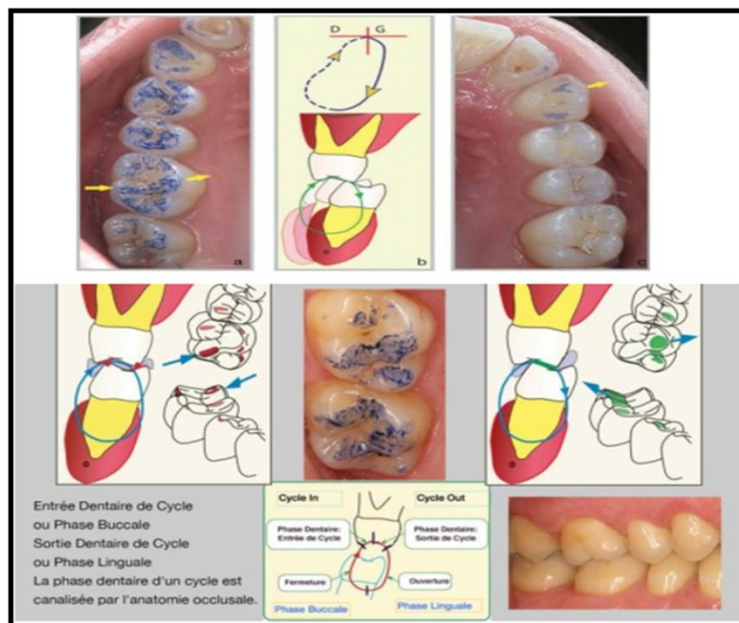 D G
a
b
c
Entrée Dentaire de Cycle
ou Phase Buccale
Sortie Dentaire de Cycle
ou Phase Linguale
La phase dentaire d'un cycle est
canalisée par l'anatomie occlusale.
Cycle In
Cycle Out
Phase Dentaire:
Entrée de Cycle
Phase Dentaire:
Sortie de Cycle
Fermeture
Ouverture
Phase Buccale
Phase Linguale